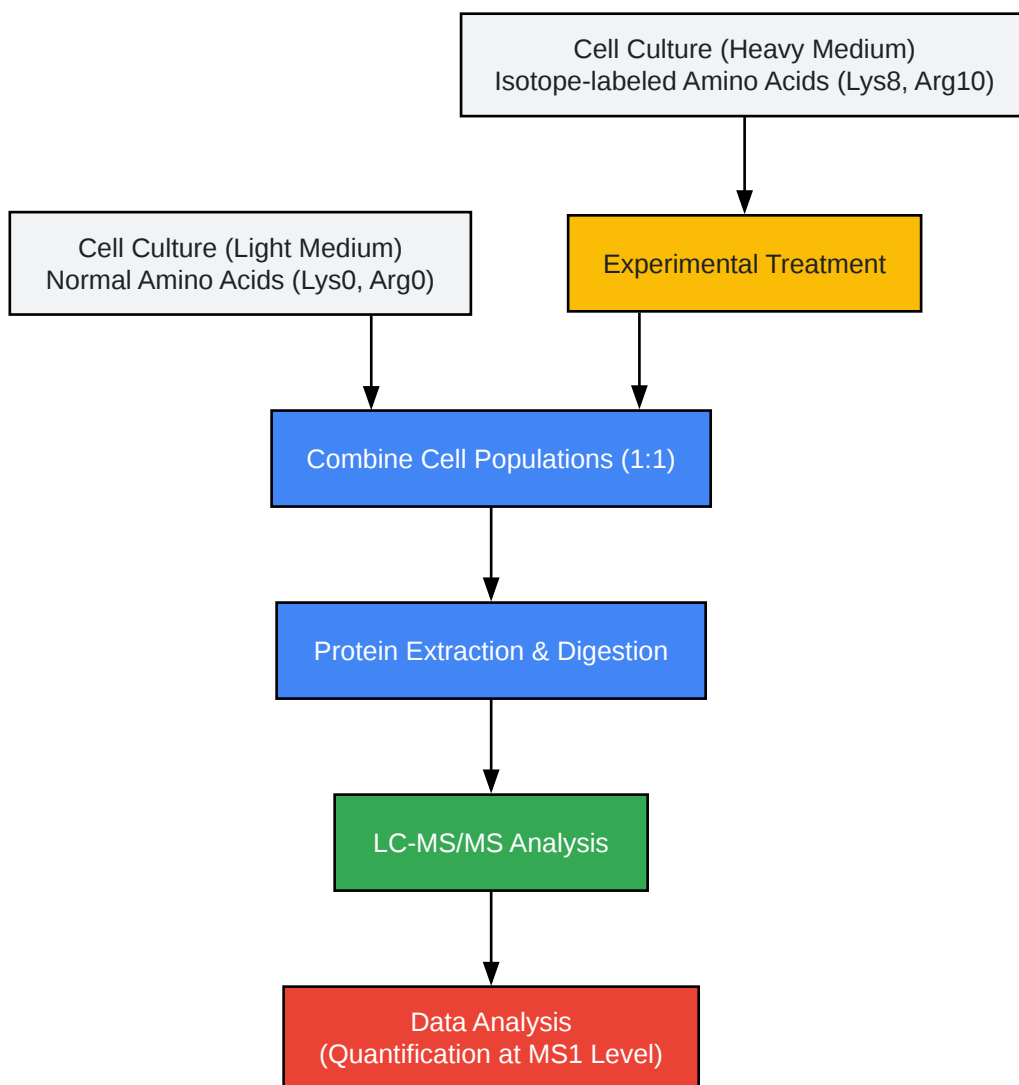 Cell Culture (Heavy Medium)
Isotope-labeled Amino Acids (Lys8, Arg10)
Cell Culture (Light Medium)
Normal Amino Acids (Lys0, Arg0)
Experimental Treatment
Combine Cell Populations (1:1)
Protein Extraction & Digestion
LC-MS/MS Analysis
Data Analysis
(Quantification at MS1 Level)